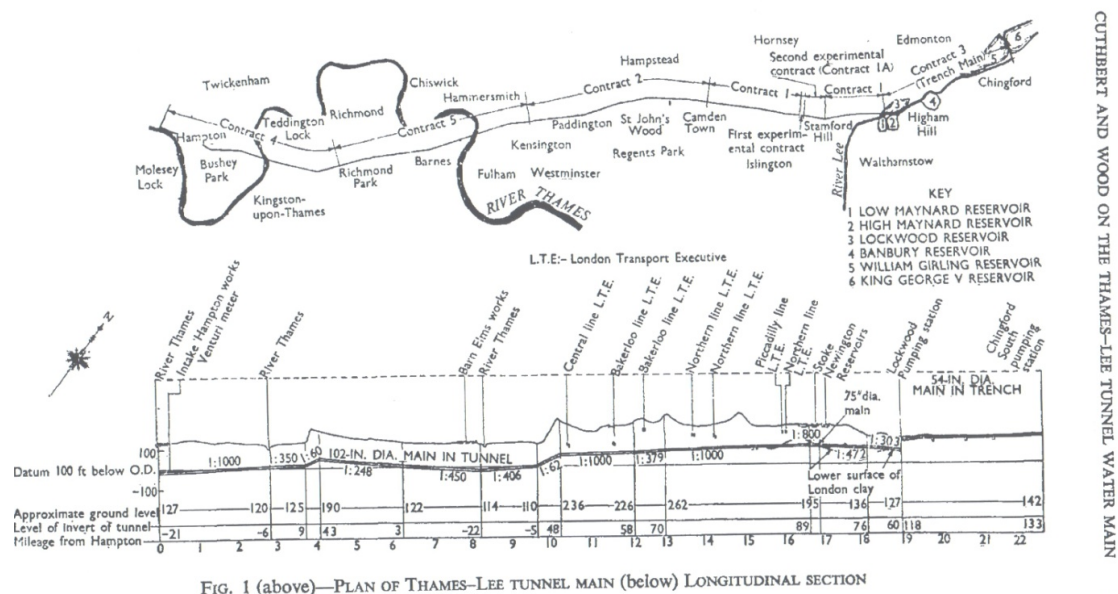 CUTHBERT AND WOOD ON THE THAMES–LEE TUNNEL WATER MAIN
Twickenham
Chiswick
Hampstead
Hornsey
Edmonton
Second experimental
contract (Contract 1A)
Contract 3
(Trench Main)
Chingford
Contract 2
Contract 1
Contract 1
Hammersmith
Teddington
Lock
Richmond
Contract 5
Contract 4
Hampton
Bushey
Park
Molesey
Lock
Kingston-
upon-Thames
Richmond
Park
Barnes
Fulham
Westminster
RIVER THAMES
Kensington
Paddington
St John's
Wood
Regents Park
Camden
Town
First experim-
ental contract
Islington
Stamford
Hill
River Lee
Higham
Hill
Walthamstow
1 2 3 4 5 6
KEY
1 LOW MAYNARD RESERVOIR
2 HIGH MAYNARD RESERVOIR
3 LOCKWOOD RESERVOIR
4 BANBURY RESERVOIR
5 WILLIAM GIRLING RESERVOIR
6 KING GEORGE V RESERVOIR
L.T.E:- London Transport Executive
N
River Thames
Intake Hampton works
Venturi meter
River Thames
Barn Elms works
River Thames
Central line L.T.E.
Bakerloo line L.T.E.
Bakerloo line L.T.E.
Northern line L.T.E.
Northern line L.T.E.
Piccadilly line
L.T.E.
Northern line
L.T.E.
Stoke
Newington
Reservoirs
Lockwood
Pumping station
Chingford
South
pumping
station
54-IN. DIA.
MAIN IN TRENCH
75" dia.
main
100
Datum 100 ft below O.D.
-100
1:1000
1:350
1:60
102-IN. DIA. MAIN IN TUNNEL
1:248
1:450
1:406
1:62
1:1000
1:379
1:1000
1:800
1:472
1:303
Lower surface of
London clay
Approximate ground level 127 120 125 190 122 114 110 236 226 262 195 136 127 142
Level of invert of tunnel -21 -6 9 43 3 -22 -5 48 58 70 89 76 60 118 133
Mileage from Hampton 0 1 2 3 4 5 6 7 8 9 10 11 12 13 14 15 16 17 18 19 20 21 22
FIG. 1 (above)—PLAN OF THAMES–LEE TUNNEL MAIN (below) LONGITUDINAL SECTION